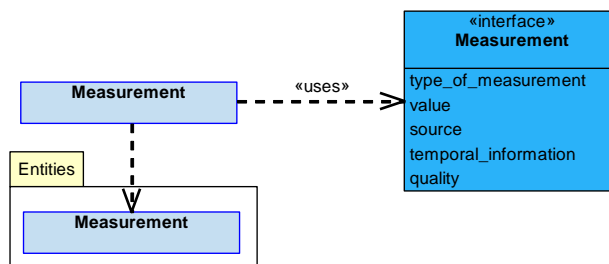 «interface»
Measurement
type_of_measurement
value
source
temporal_information
quality
Measurement
«uses»
Entities
Measurement